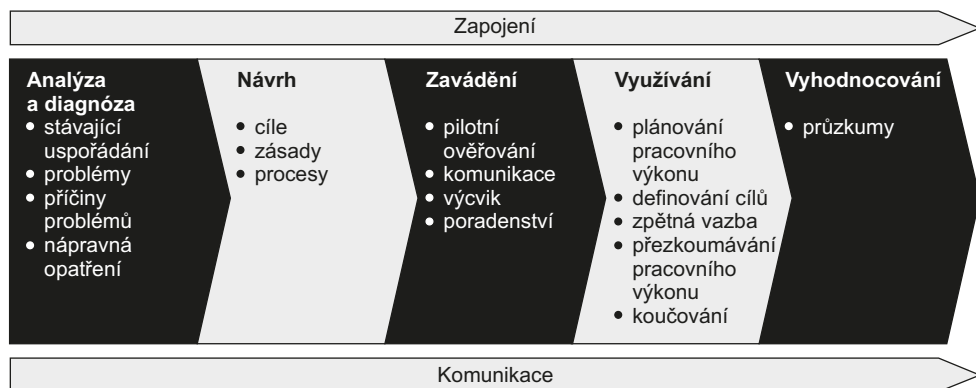 Zapojení
Analýza
a diagnóza
• stávající
uspořádání
• problémy
• příčiny
problémů
• nápravná
opatření
Návrh
• cíle
• zásady
• procesy
Zavádění
• pilotní
ověřování
• komunikace
• výcvik
• poradenství
Využívání
• plánování
pracovního
výkonu
• definování cílů
• zpětná vazba
• přezkoumávání
pracovního
výkonu
• koučování
Vyhodnocování
• průzkumy
Komunikace